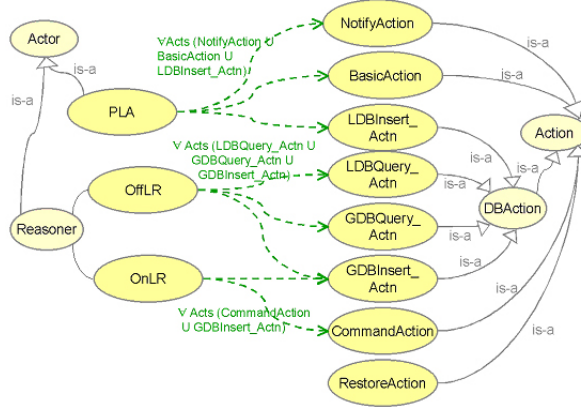 Actor
is-a
is-a
PLA
Reasoner
OffLR
OnLR
∀Acts (NotifyAction U
BasicAction U
LDBInsert_Actn)
∀ Acts (LDBQuery_Actn U
GDBQuery_Actn U
GDBInsert_Actn)
∀ Acts (CommandAction
U GDBInsert_Actn)
NotifyAction
BasicAction
LDBInsert_
Actn
LDBQuery_
Actn
GDBQuery_
Actn
GDBInsert_
Actn
CommandAction
RestoreAction
is-a
is-a
Action
is-a
is-a
is-a
DBAction
is-a
is-a
is-a
is-a